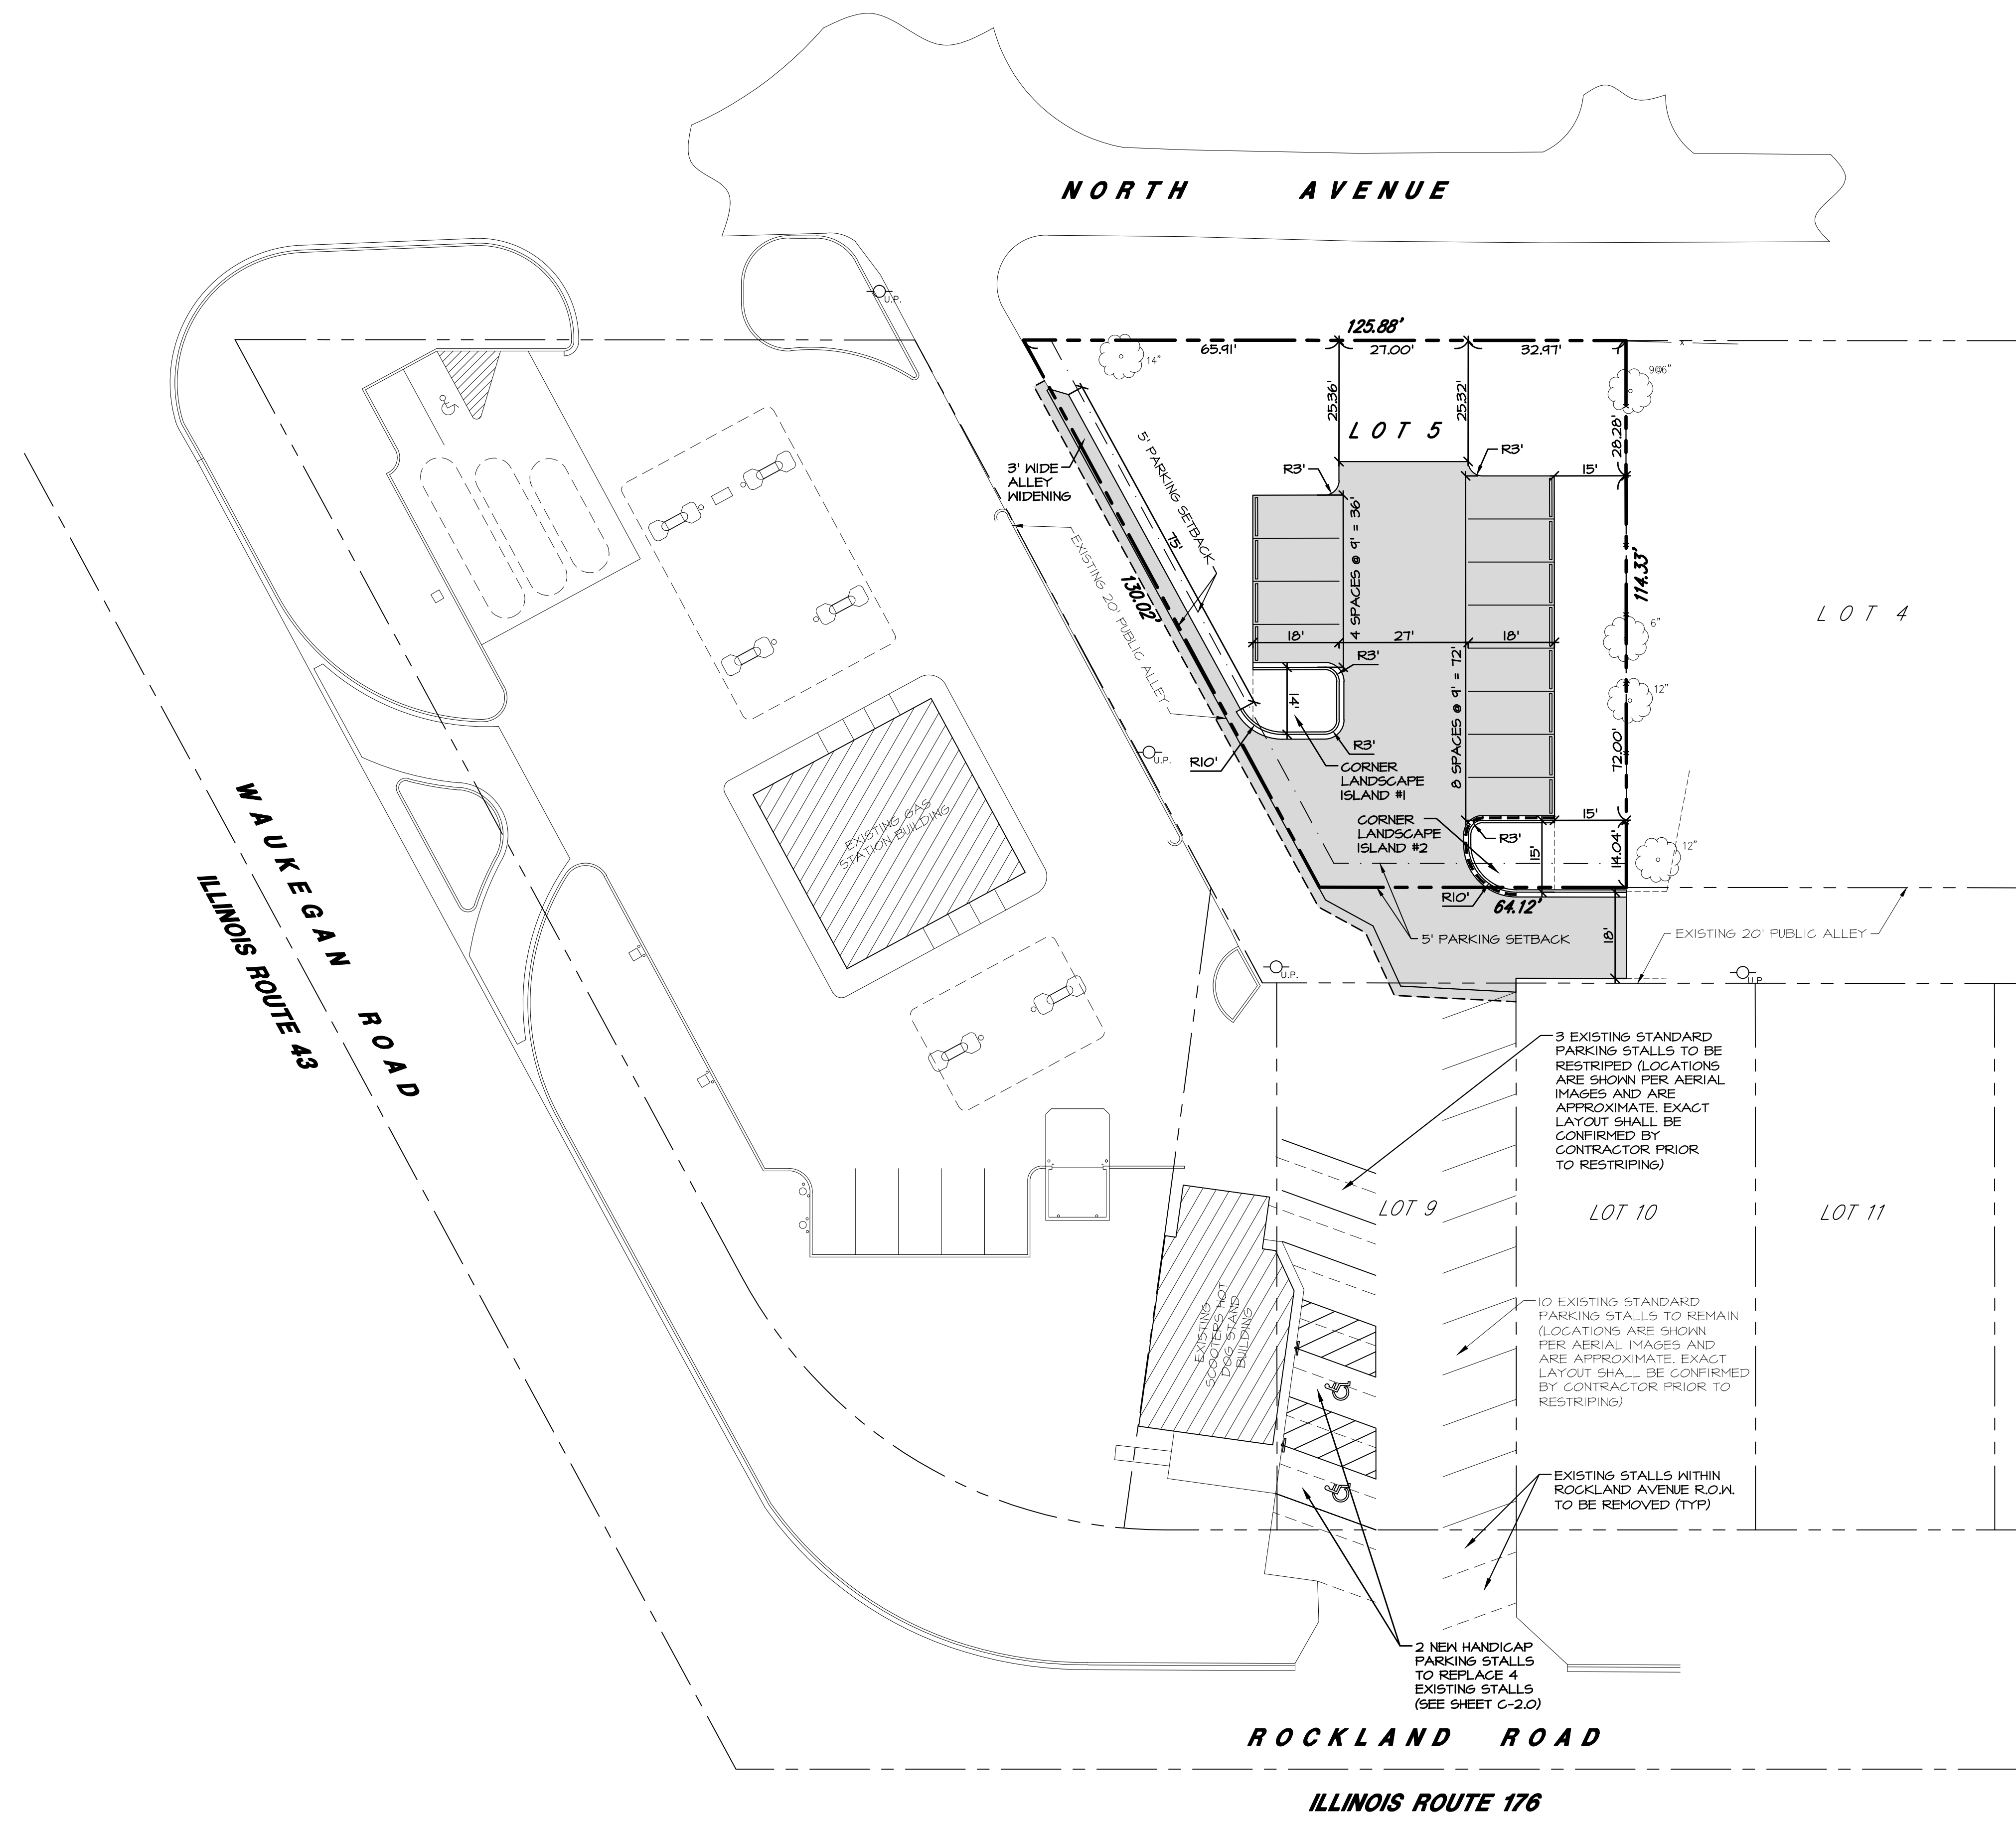 NORTH AVENUE
U.P.
125.88'
65.91'
27.00'
32.97'
14"
9@6"
25.36'
25.32'
28.28'
LOT 5
R3'
R3'
15'
3' WIDE
ALLEY
WIDENING
5' PARKING SETBACK
75'
130.02'
EXISTING 20' PUBLIC ALLEY
4 SPACES @ 9' = 36'
114.33'
LOT 4
6"
18'
27'
18'
R3'
8 SPACES @ 9' = 72'
12"
14'
R3'
R10'
72.00'
U.P.
CORNER
LANDSCAPE
ISLAND #1
CORNER
LANDSCAPE
ISLAND #2
R3'
15'
15'
14.04'
12"
R10'
64.12'
5' PARKING SETBACK
18'
EXISTING 20' PUBLIC ALLEY
U.P.
U.P.
EXISTING GAS
STATION BUILDING
WAUKEGAN ROAD
ILLINOIS ROUTE 43
3 EXISTING STANDARD
PARKING STALLS TO BE
RESTRIPED (LOCATIONS
ARE SHOWN PER AERIAL
IMAGES AND ARE
APPROXIMATE. EXACT
LAYOUT SHALL BE
CONFIRMED BY
CONTRACTOR PRIOR
TO RESTRIPING)
LOT 9
LOT 10
LOT 11
EXISTING
SCOOTERS HOT
DOG STAND
BUILDING
10 EXISTING STANDARD
PARKING STALLS TO REMAIN
(LOCATIONS ARE SHOWN
PER AERIAL IMAGES AND
ARE APPROXIMATE. EXACT
LAYOUT SHALL BE CONFIRMED
BY CONTRACTOR PRIOR TO
RESTRIPING)
EXISTING STALLS WITHIN
ROCKLAND AVENUE R.O.W.
TO BE REMOVED (TYP)
2 NEW HANDICAP
PARKING STALLS
TO REPLACE 4
EXISTING STALLS
(SEE SHEET C-2.0)
ROCKLAND ROAD
ILLINOIS ROUTE 176